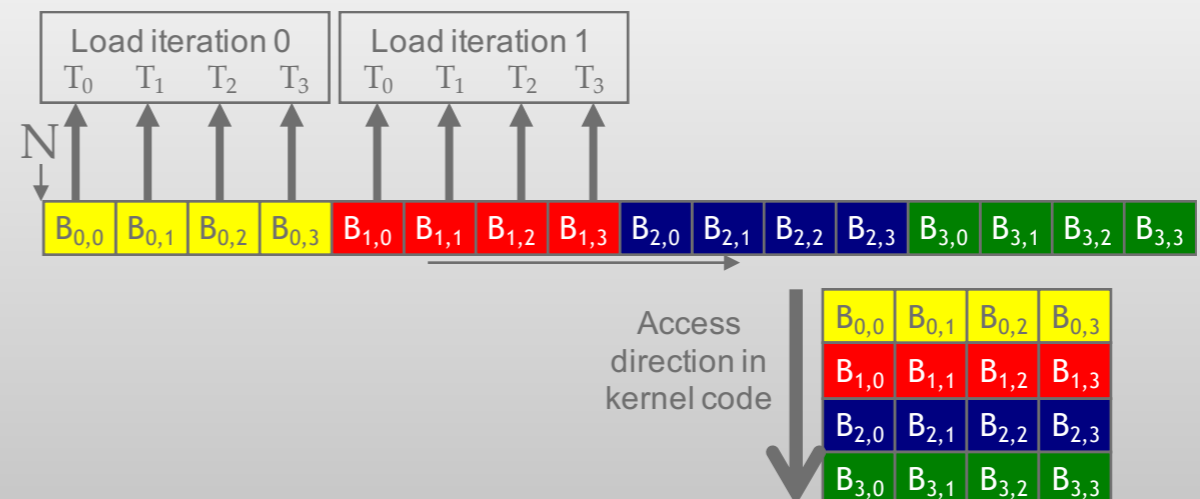 Load iteration 0 Load iteration 1
T₀ T₁ T₂ T₃ T₀ T₁ T₂ T₃
N
B₀,₀ B₀,₁ B₀,₂ B₀,₃ B₁,₀ B₁,₁ B₁,₂ B₁,₃ B₂,₀ B₂,₁ B₂,₂ B₂,₃ B₃,₀ B₃,₁ B₃,₂ B₃,₃
Access
direction in
kernel code
B₀,₀ B₀,₁ B₀,₂ B₀,₃
B₁,₀ B₁,₁ B₁,₂ B₁,₃
B₂,₀ B₂,₁ B₂,₂ B₂,₃
B₃,₀ B₃,₁ B₃,₂ B₃,₃